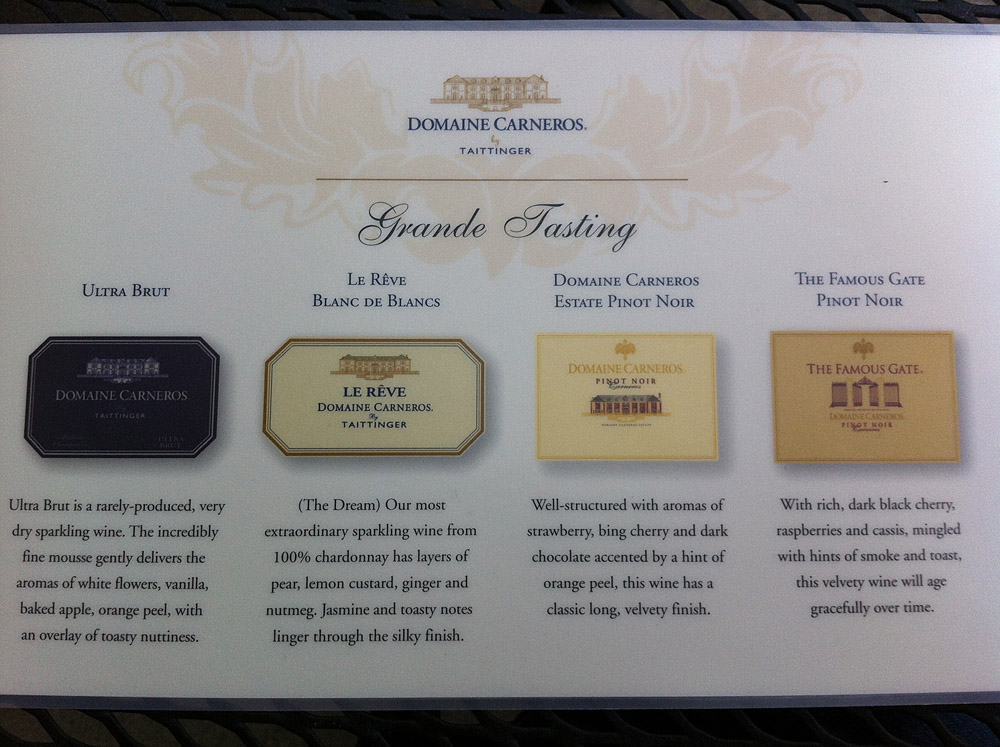 DOMAINE CARNEROS®
by
TAITTINGER
Grande Tasting
ULTRA BRUT
DOMAINE CARNEROS
TAITTINGER
ULTRA
BRUT
Ultra Brut is a rarely-produced, very
dry sparkling wine. The incredibly
fine mousse gently delivers the
aromas of white flowers, vanilla,
baked apple, orange peel, with
an overlay of toasty nuttiness.
LE RÊVE
BLANC DE BLANCS
LE RÊVE
DOMAINE CARNEROS.
By
TAITTINGER
(The Dream) Our most
extraordinary sparkling wine from
100% chardonnay has layers of
pear, lemon custard, ginger and
nutmeg. Jasmine and toasty notes
linger through the silky finish.
DOMAINE CARNEROS
ESTATE PINOT NOIR
DOMAINE CARNEROS
PINOT NOIR
Carneros
Well-structured with aromas of
strawberry, bing cherry and dark
chocolate accented by a hint of
orange peel, this wine has a
classic long, velvety finish.
THE FAMOUS GATE
PINOT NOIR
THE FAMOUS GATE.
DOMAINE CARNEROS
PINOT NOIR
Carneros
With rich, dark black cherry,
raspberries and cassis, mingled
with hints of smoke and toast,
this velvety wine will age
gracefully over time.